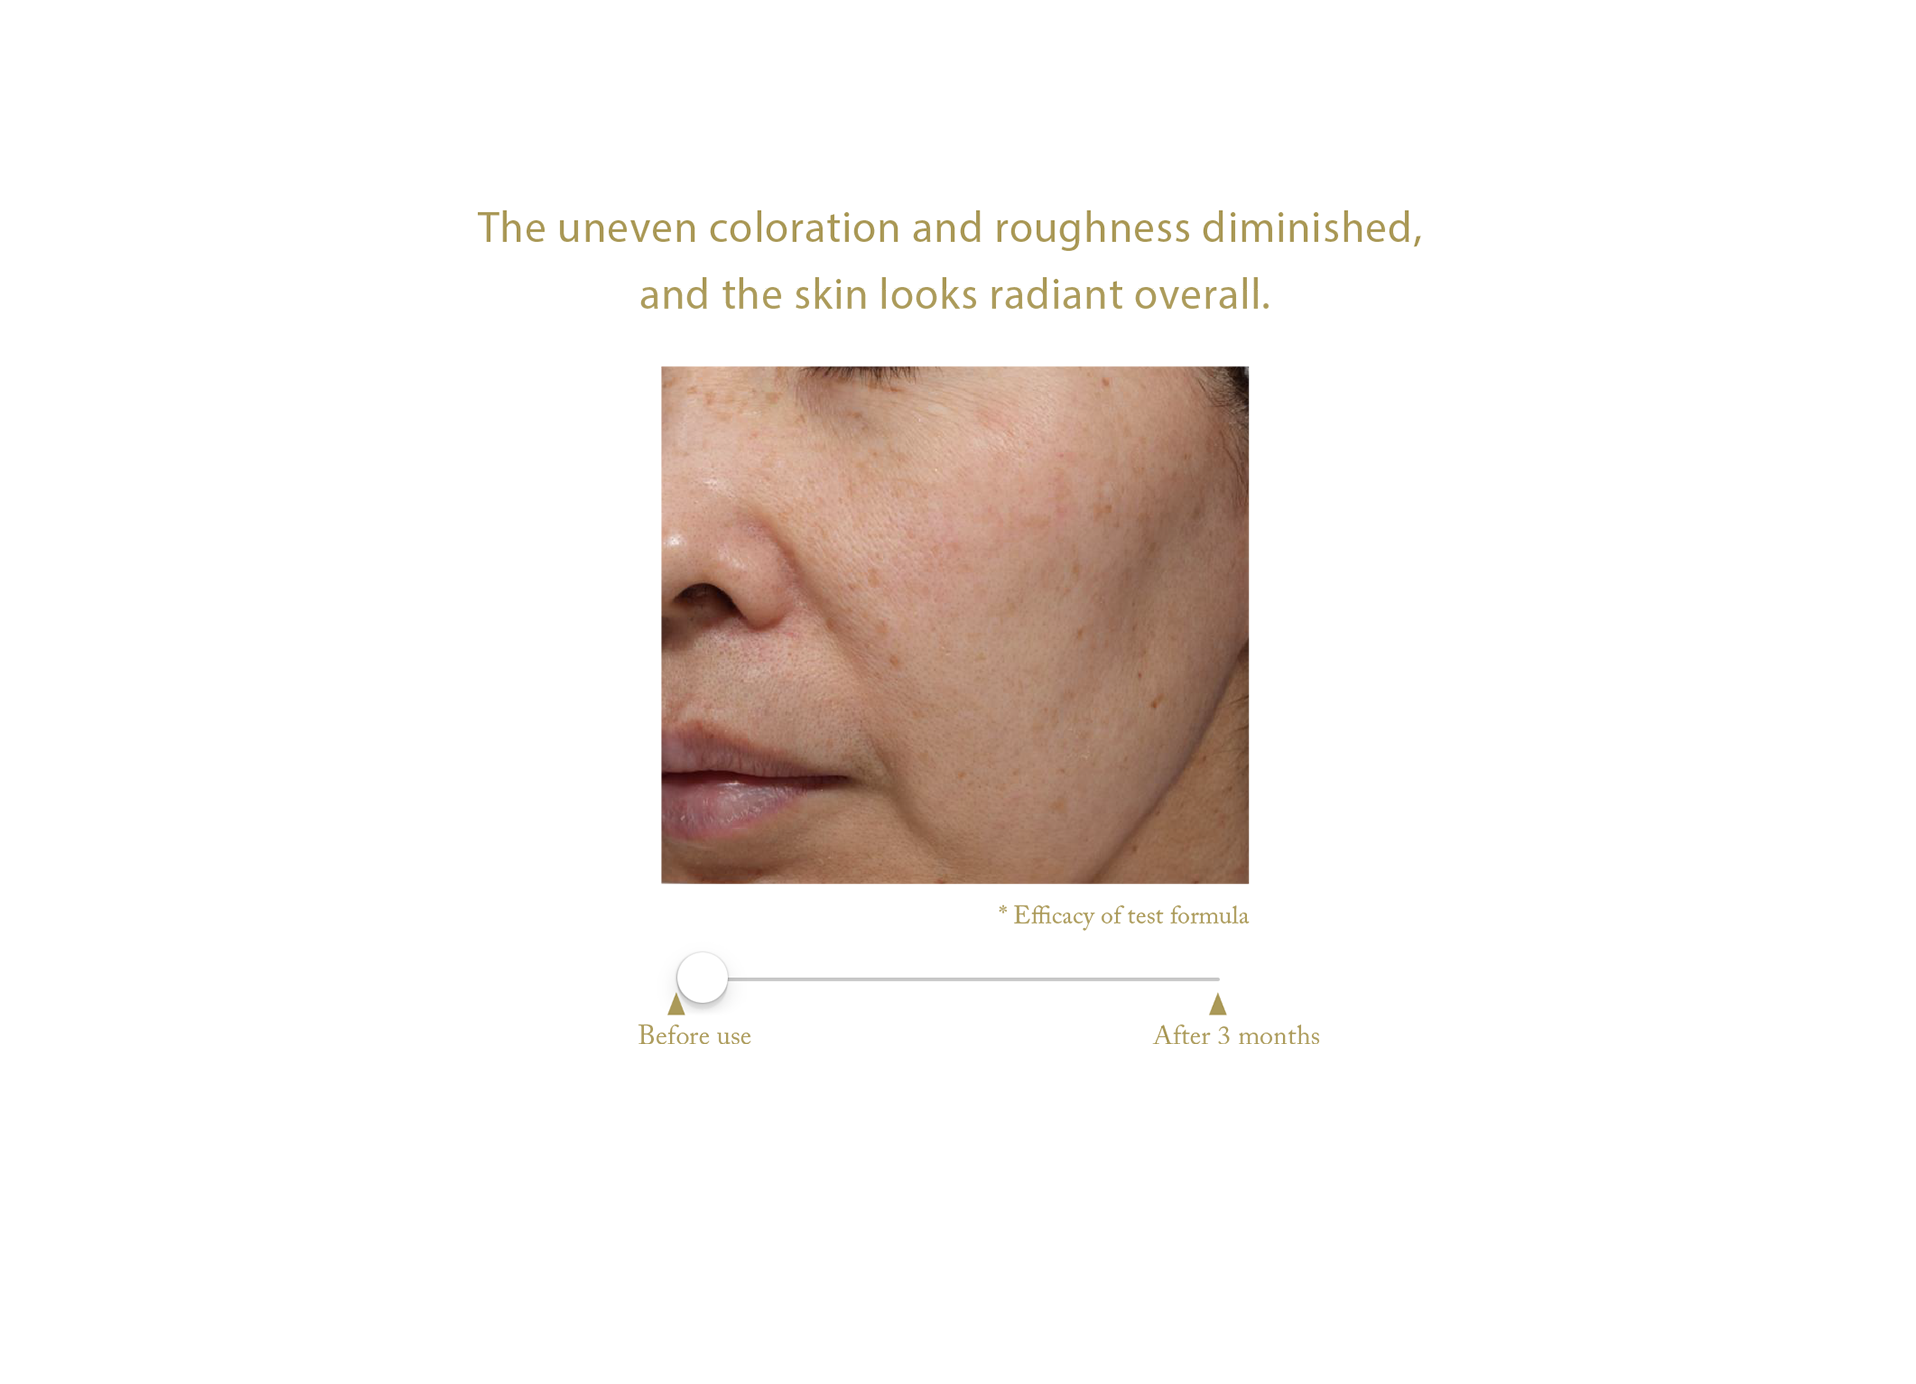 The uneven coloration and roughness diminished,
and the skin looks radiant overall.
* Efficacy of test formula
Before use
After 3 months